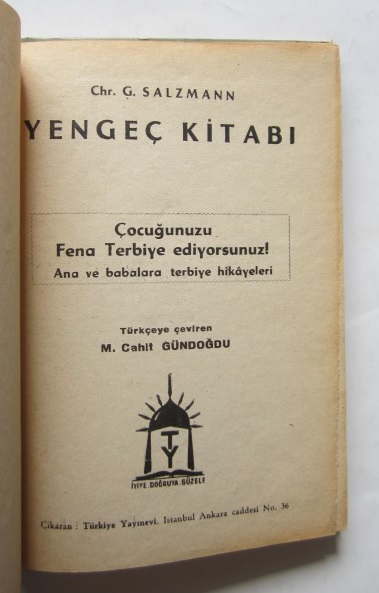 Chr. G. SALZMANN
YENGEÇ KİTABI
Çocuğunuzu
Fena Terbiye ediyorsunuz!
Ana ve babalara terbiye hikâyeleri
Türkçeye çeviren
M. Cahit GÜNDOĞDU
TY
İYİYE, DOĞRUYA, GÜZELE
Çıkaran : Türkiye Yayınevi, İstanbul Ankara caddesi No. 36